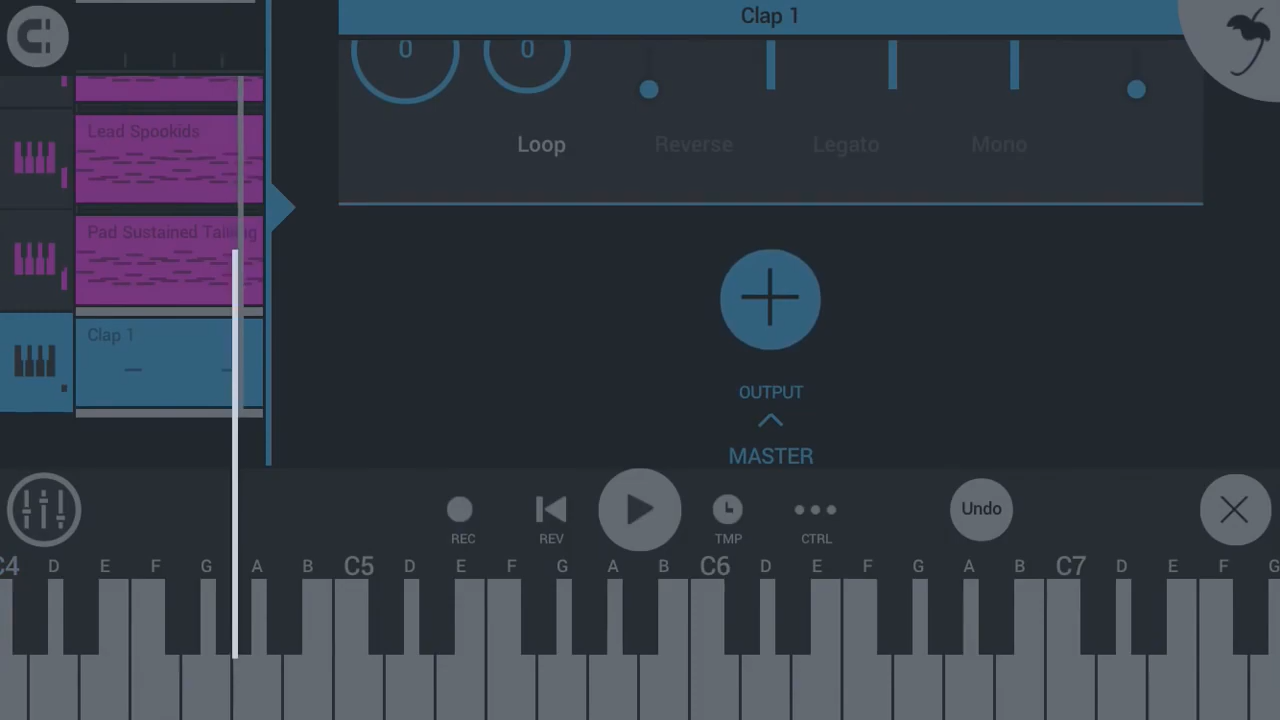 Clap 1
0 0
Lead Spookids
Loop Reverse Legato Mono
Pad Sustained Talking
Clap 1
OUTPUT
MASTER
REC REV TMP CTRL
Undo
C4 D E F G A B C5 D E F G A B C6 D E F G A B C7 D E F G